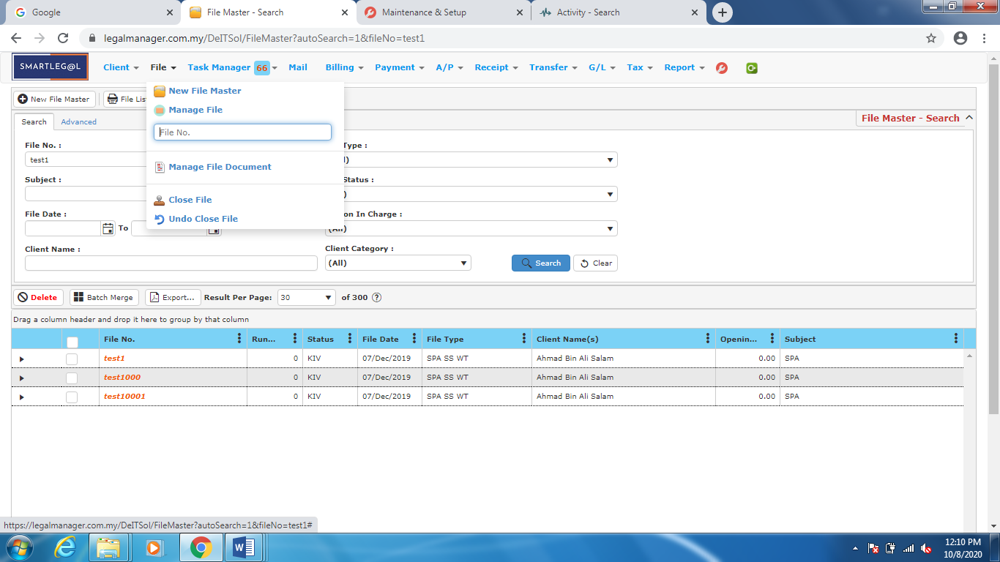 Google
File Master - Search
Maintenance & Setup
Activity - Search
legalmanager.com.my/DeITSol/FileMaster?autoSearch=1&fileNo=test1
SMARTLEG@L
Client File Task Manager 66 Mail Billing Payment A/P Receipt Transfer G/L Tax Report
New File Master
Manage File
File No.
Manage File Document
Close File
Undo Close File
New File Master File Lis
Search Advanced
File Master - Search
File No. : Type :
test1
Subject : Status :
File Date : on In Charge :
To (All)
Client Name : Client Category :
(All) Search Clear
Delete Batch Merge Export... Result Per Page: 30 of 300 ?
Drag a column header and drop it here to group by that column
File No. Run... Status File Date File Type Client Name(s) Openin... Subject
test1 0 KIV 07/Dec/2019 SPA SS WT Ahmad Bin Ali Salam 0.00 SPA
test1000 0 KIV 07/Dec/2019 SPA SS WT Ahmad Bin Ali Salam 0.00 SPA
test10001 0 KIV 07/Dec/2019 SPA SS WT Ahmad Bin Ali Salam 0.00 SPA
https://legalmanager.com.my/DeITSol/FileMaster?autoSearch=1&fileNo=test1#
12:10 PM
10/8/2020